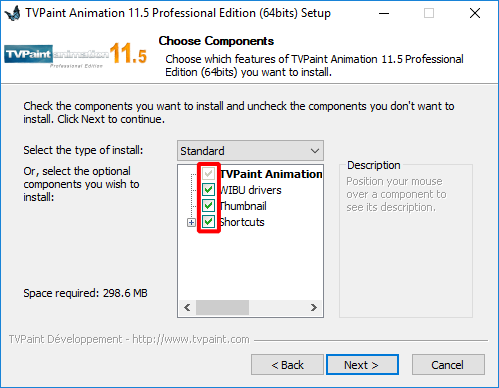 TVPaint Animation 11.5 Professional Edition (64bits) Setup
TVPaint animation 11.5
Professional Edition
Choose Components
Choose which features of TVPaint Animation 11.5 Professional
Edition (64bits) you want to install.
Check the components you want to install and uncheck the components you don't want to
install. Click Next to continue.
Select the type of install:
Standard
Or, select the optional
components you wish to
install:
TVPaint Animation
WIBU drivers
Thumbnail
Shortcuts
Description
Position your mouse
over a component to
see its description.
Space required: 298.6 MB
TVPaint Développement - http://www.tvpaint.com
< Back
Next >
Cancel